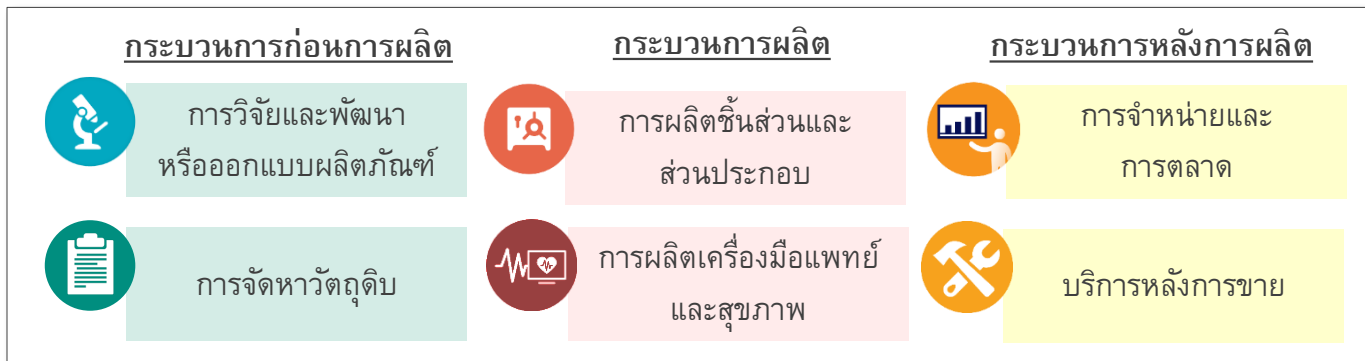 กระบวนการก่อนการผลิต
การวิจัยและพัฒนา
หรือออกแบบผลิตภัณฑ์
การจัดหาวัตถุดิบ
กระบวนการผลิต
การผลิตชิ้นส่วนและ
ส่วนประกอบ
การผลิตเครื่องมือแพทย์
และสุขภาพ
กระบวนการหลังการผลิต
การจำหน่ายและ
การตลาด
บริการหลังการขาย